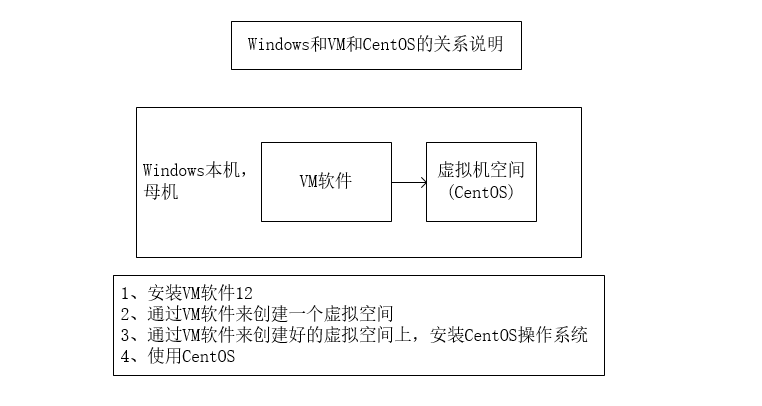 Windows和VM和CentOS的关系说明
Windows本机，
母机
VM软件
虚拟机空间
(CentOS)
1、安装VM软件12
2、通过VM软件来创建一个虚拟空间
3、通过VM软件来创建好的虚拟空间上，安装CentOS操作系统
4、使用CentOS